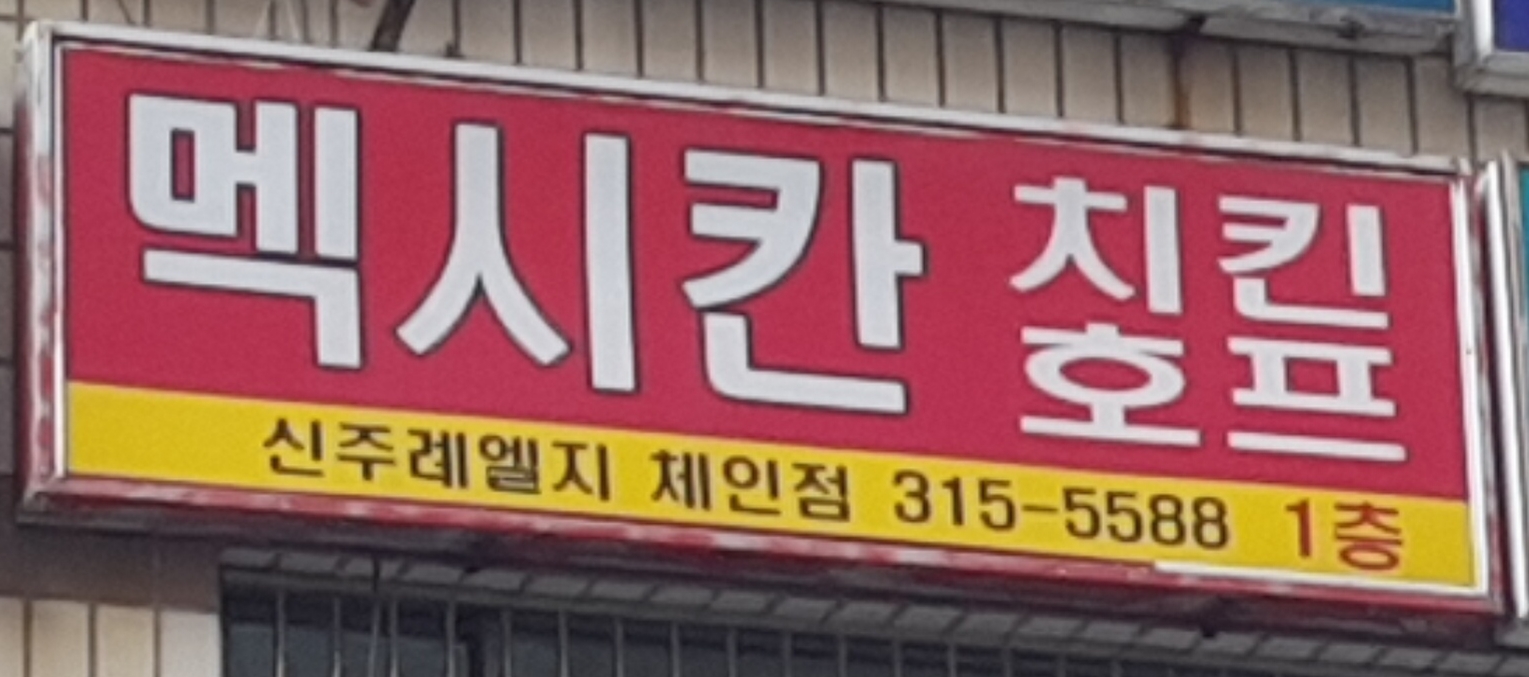 멕시칸 치킨
호프
신주례엘지 체인점 315-5588 1층